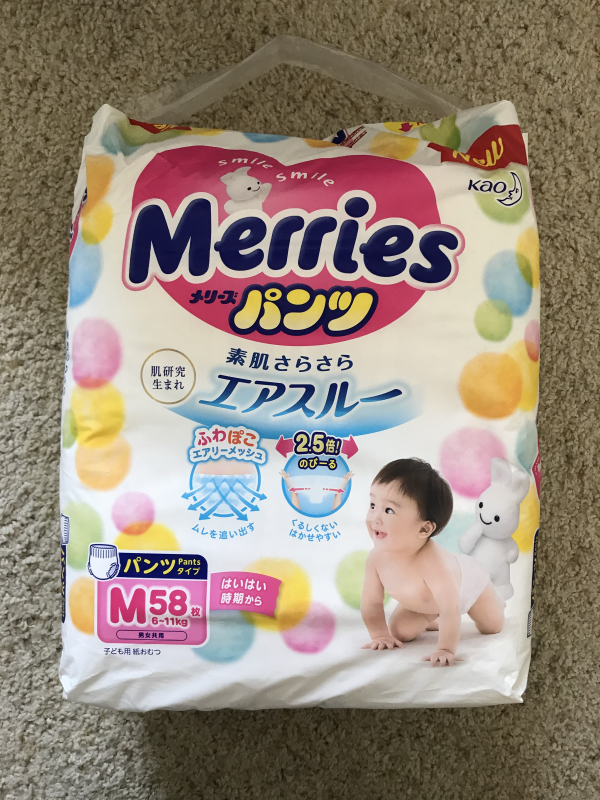 New
Kao
smile smile
Merries
メリーズ
パンツ
素肌さらさら
肌研究
生まれ
エアスルー
ふわぽこ
エアリーメッシュ
ムレを追い出す
2.5倍!
のびーる
くるしくない
はかせやすい
パンツ Pants
タイプ
M58枚
6~11kg
男女共用
はいはい
時期から
子ども用 紙おむつ